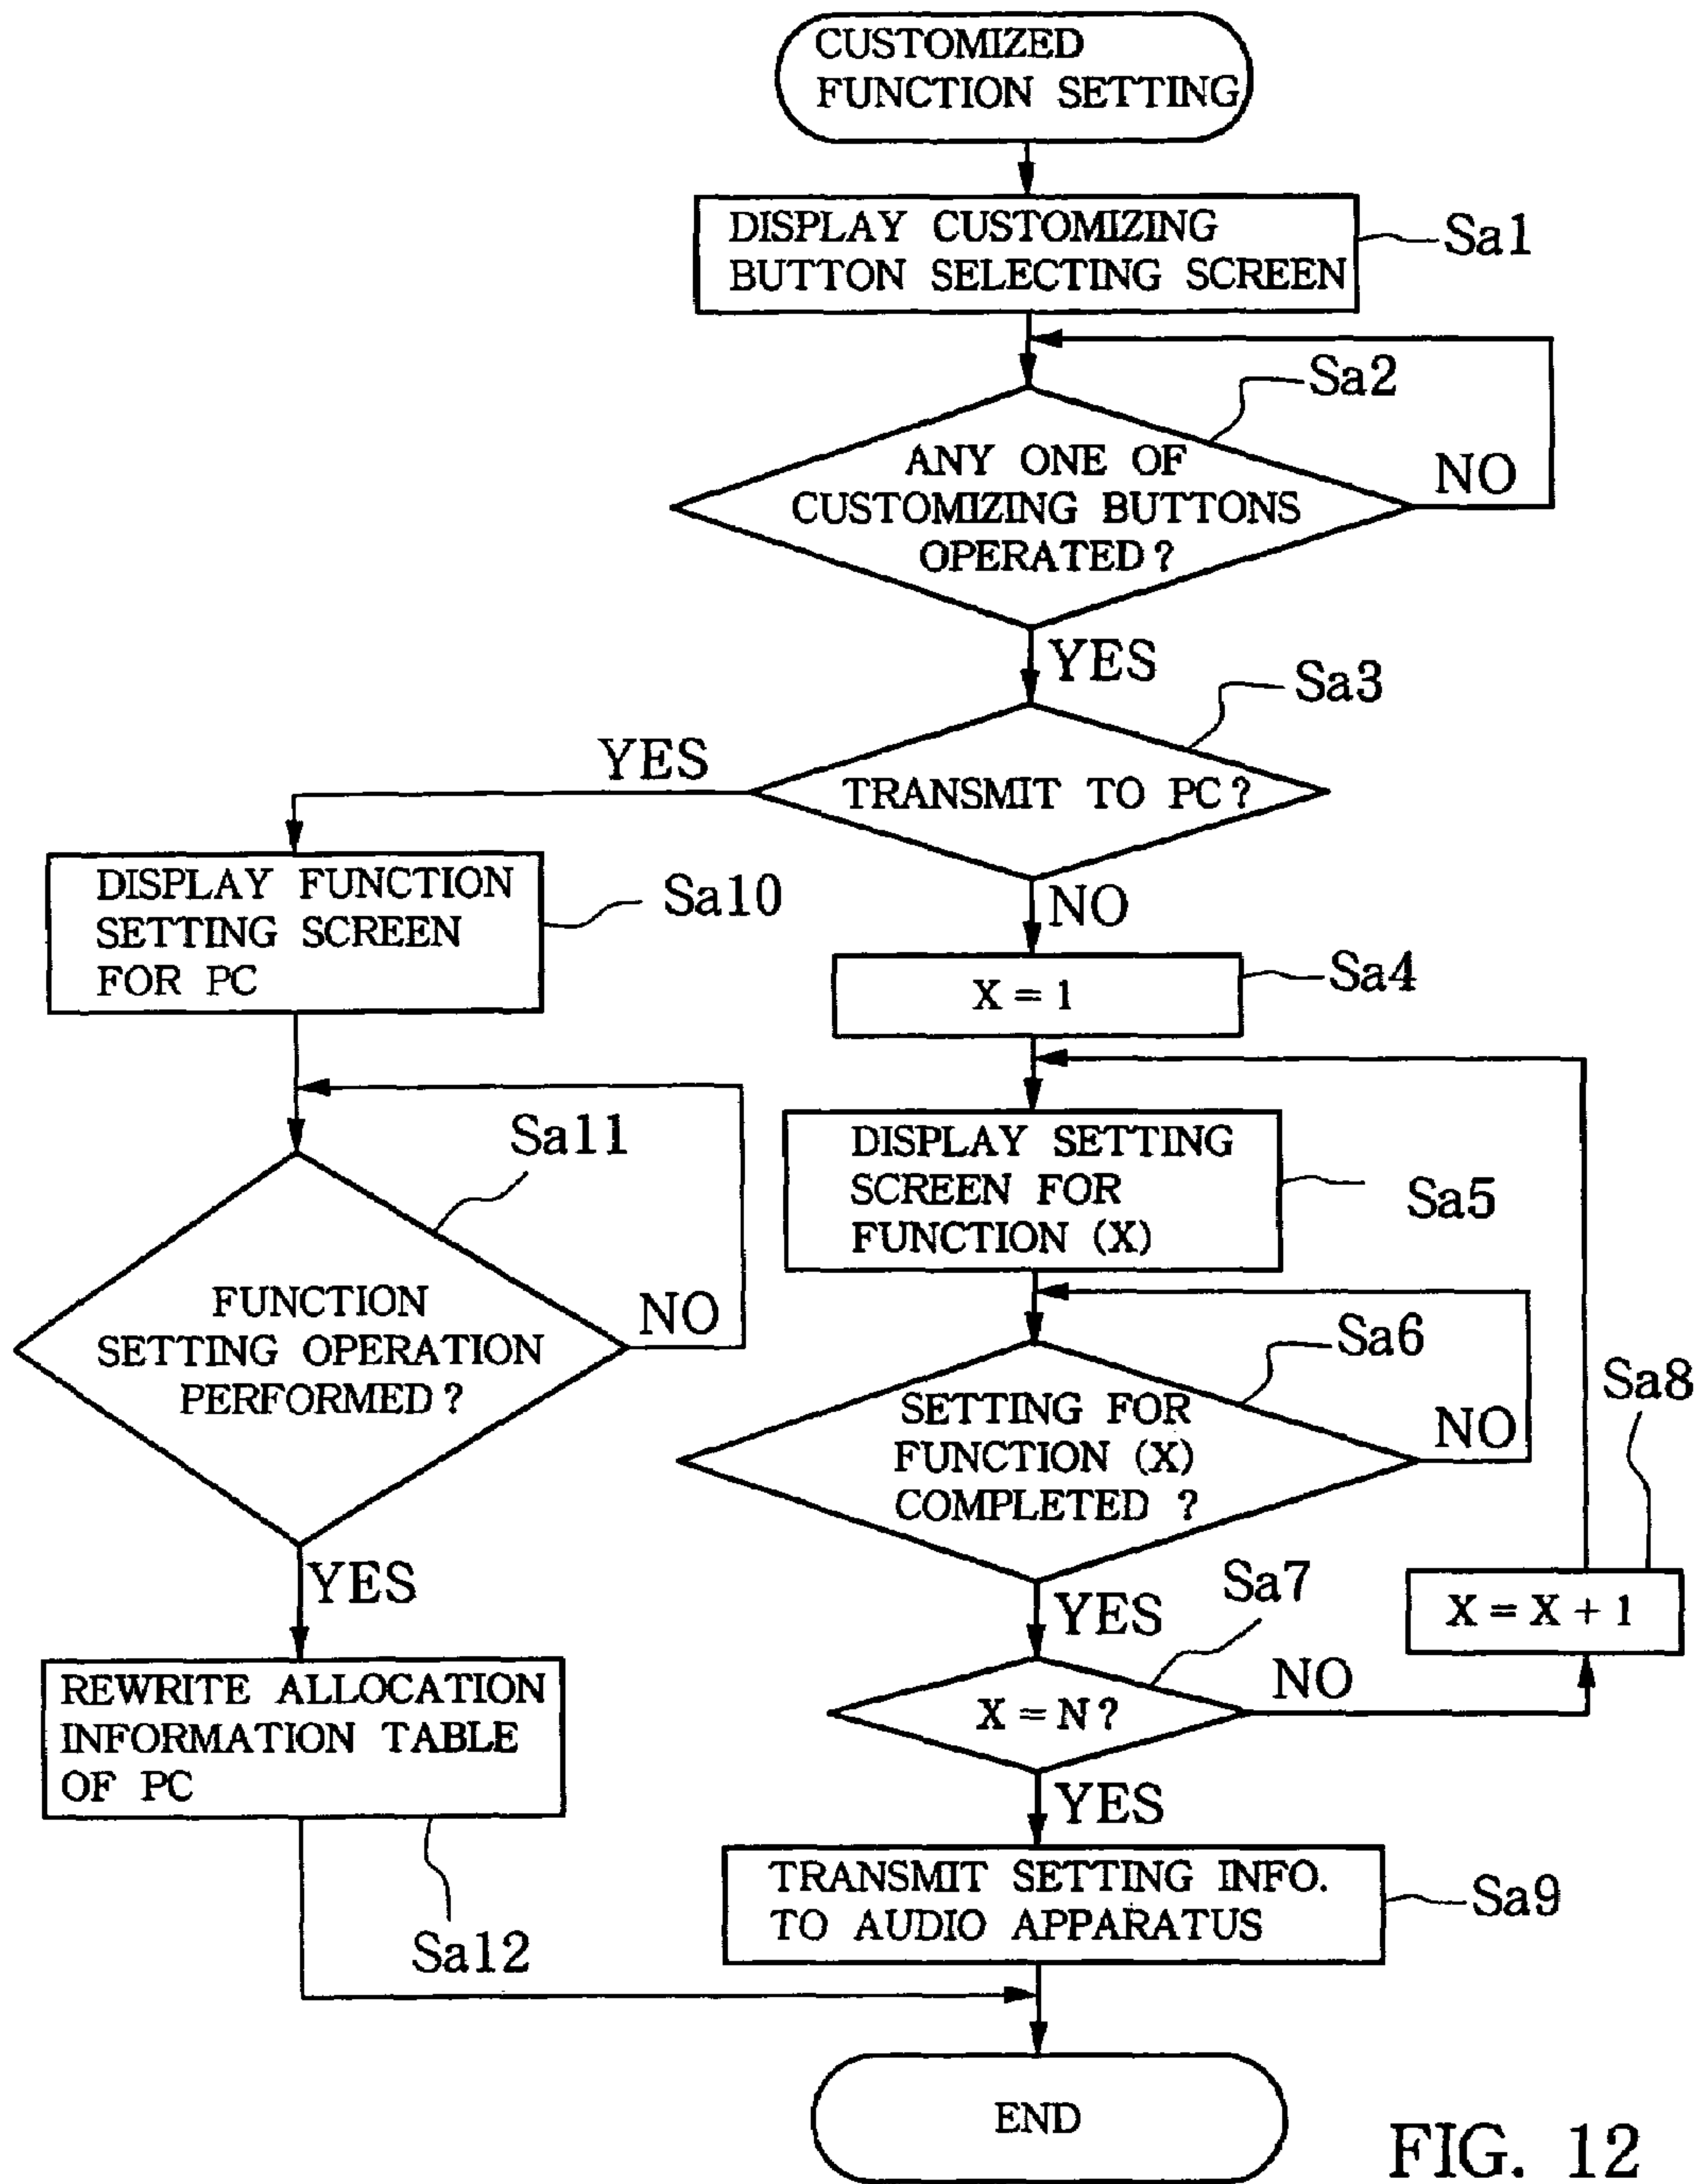 CUSTOMIZED
FUNCTION SETTING
DISPLAY CUSTOMIZING
BUTTON SELECTING SCREEN
Sa1
Sa2
ANY ONE OF
CUSTOMIZING BUTTONS
OPERATED?
NO
YES
Sa3
YES
TRANSMIT TO PC?
NO
DISPLAY FUNCTION
SETTING SCREEN
FOR PC
Sa10
X = 1
Sa4
Sa11
FUNCTION
SETTING OPERATION
PERFORMED?
NO
YES
DISPLAY SETTING
SCREEN FOR
FUNCTION (X)
Sa5
Sa6
SETTING FOR
FUNCTION (X)
COMPLETED ?
NO
YES
Sa8
X = X + 1
Sa7
X = N?
NO
YES
REWRITE ALLOCATION
INFORMATION TABLE
OF PC
Sa12
TRANSMIT SETTING INFO.
TO AUDIO APPARATUS
Sa9
END
FIG. 12